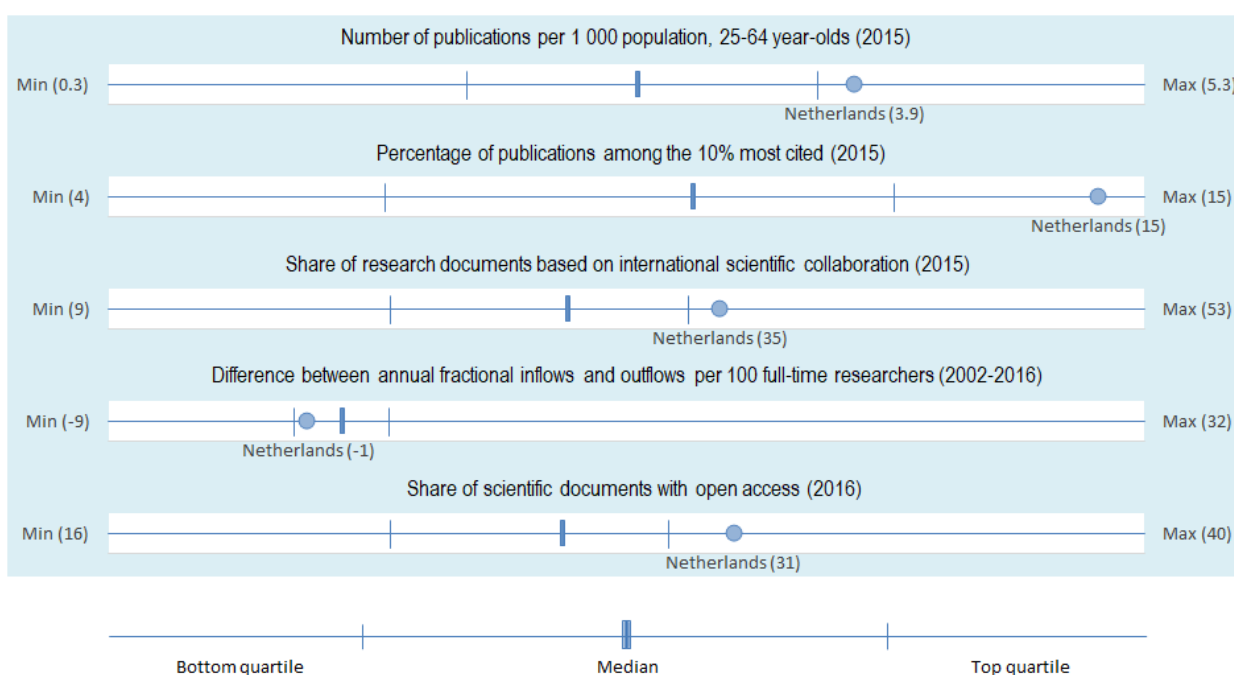 Number of publications per 1 000 population, 25-64 year-olds (2015)
Min (0.3)
Max (5.3)
Netherlands (3.9)
Percentage of publications among the 10% most cited (2015)
Min (4)
Max (15)
Netherlands (15)
Share of research documents based on international scientific collaboration (2015)
Min (9)
Max (53)
Netherlands (35)
Difference between annual fractional inflows and outflows per 100 full-time researchers (2002-2016)
Min (-9)
Max (32)
Netherlands (-1)
Share of scientific documents with open access (2016)
Min (16)
Max (40)
Netherlands (31)
Bottom quartile
Median
Top quartile